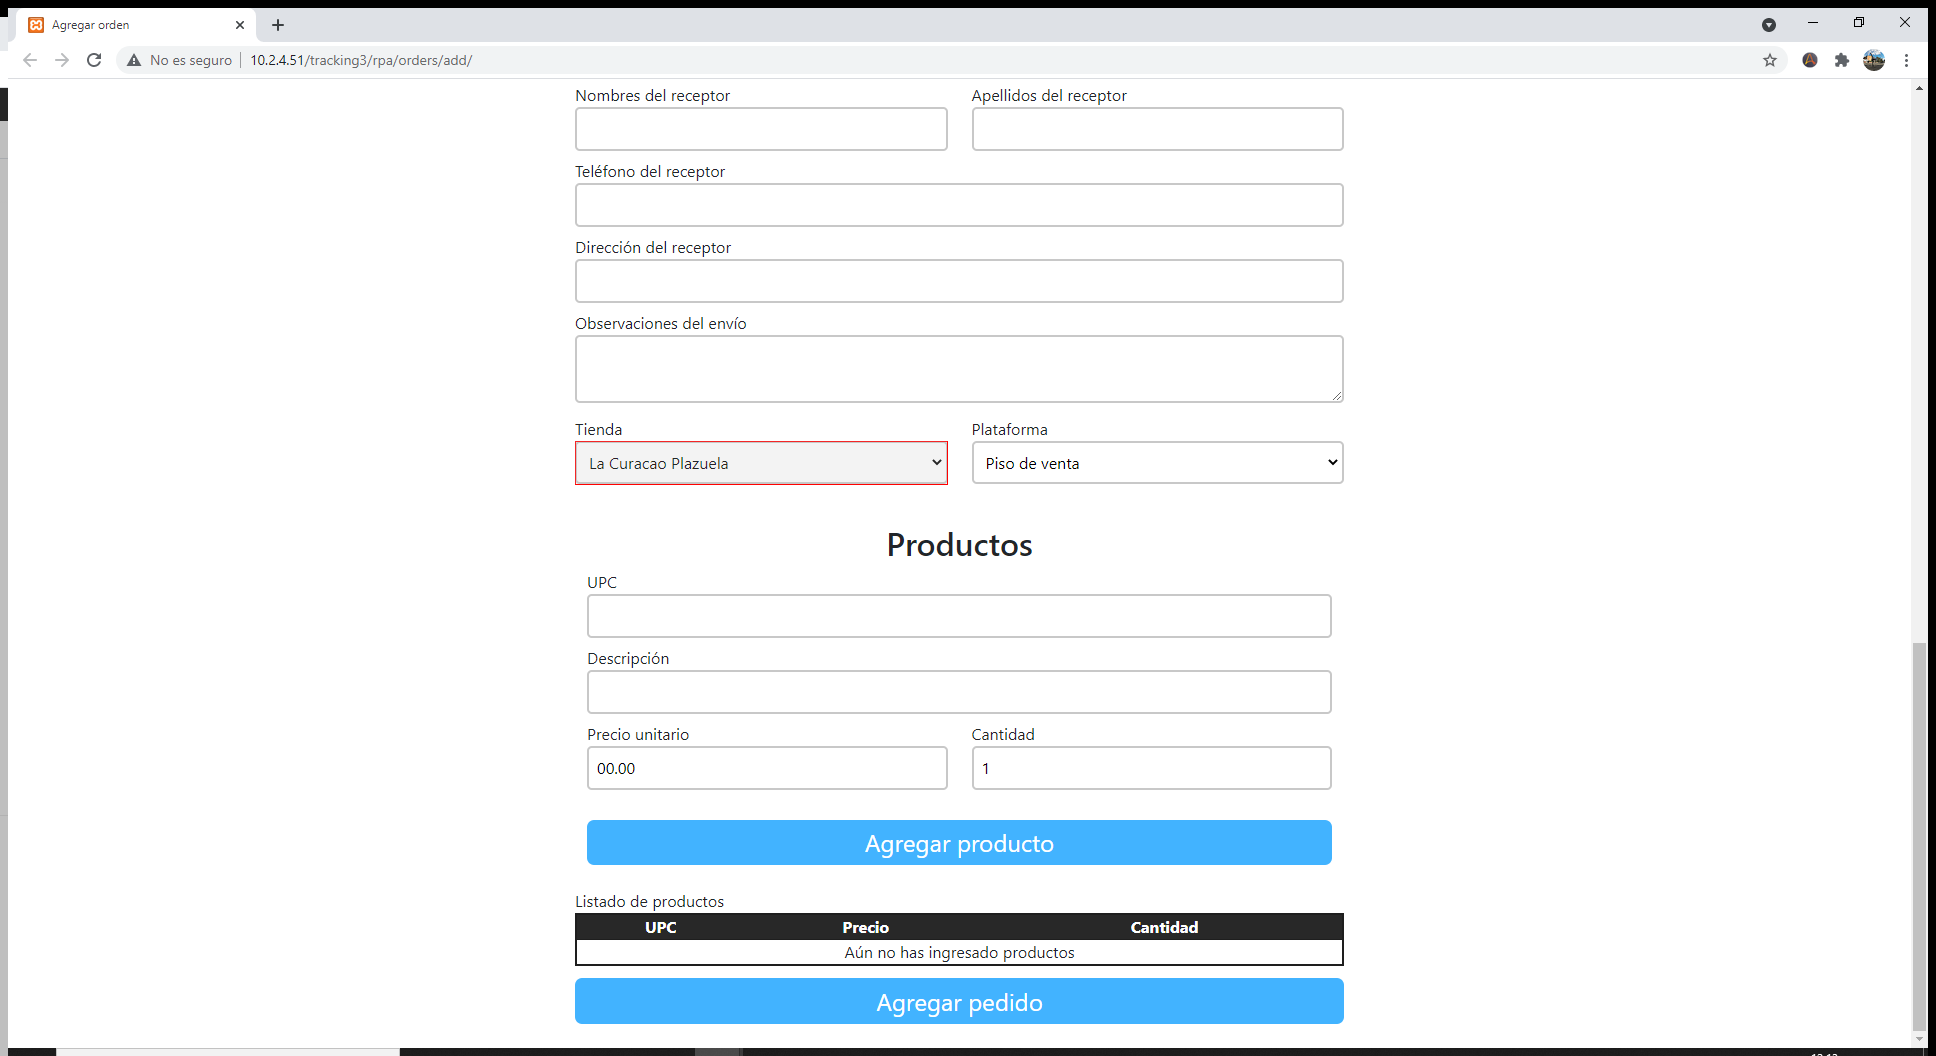 Agregar orden
No es seguro 10.2.4.51/tracking3/rpa/orders/add/
Nombres del receptor Apellidos del receptor
Teléfono del receptor
Dirección del receptor
Observaciones del envío
Tienda Plataforma
La Curacao Plazuela Piso de venta
Productos
UPC
Descripción
Precio unitario Cantidad
00.00 1
Agregar producto
Listado de productos
UPC Precio Cantidad
Aún no has ingresado productos
Agregar pedido